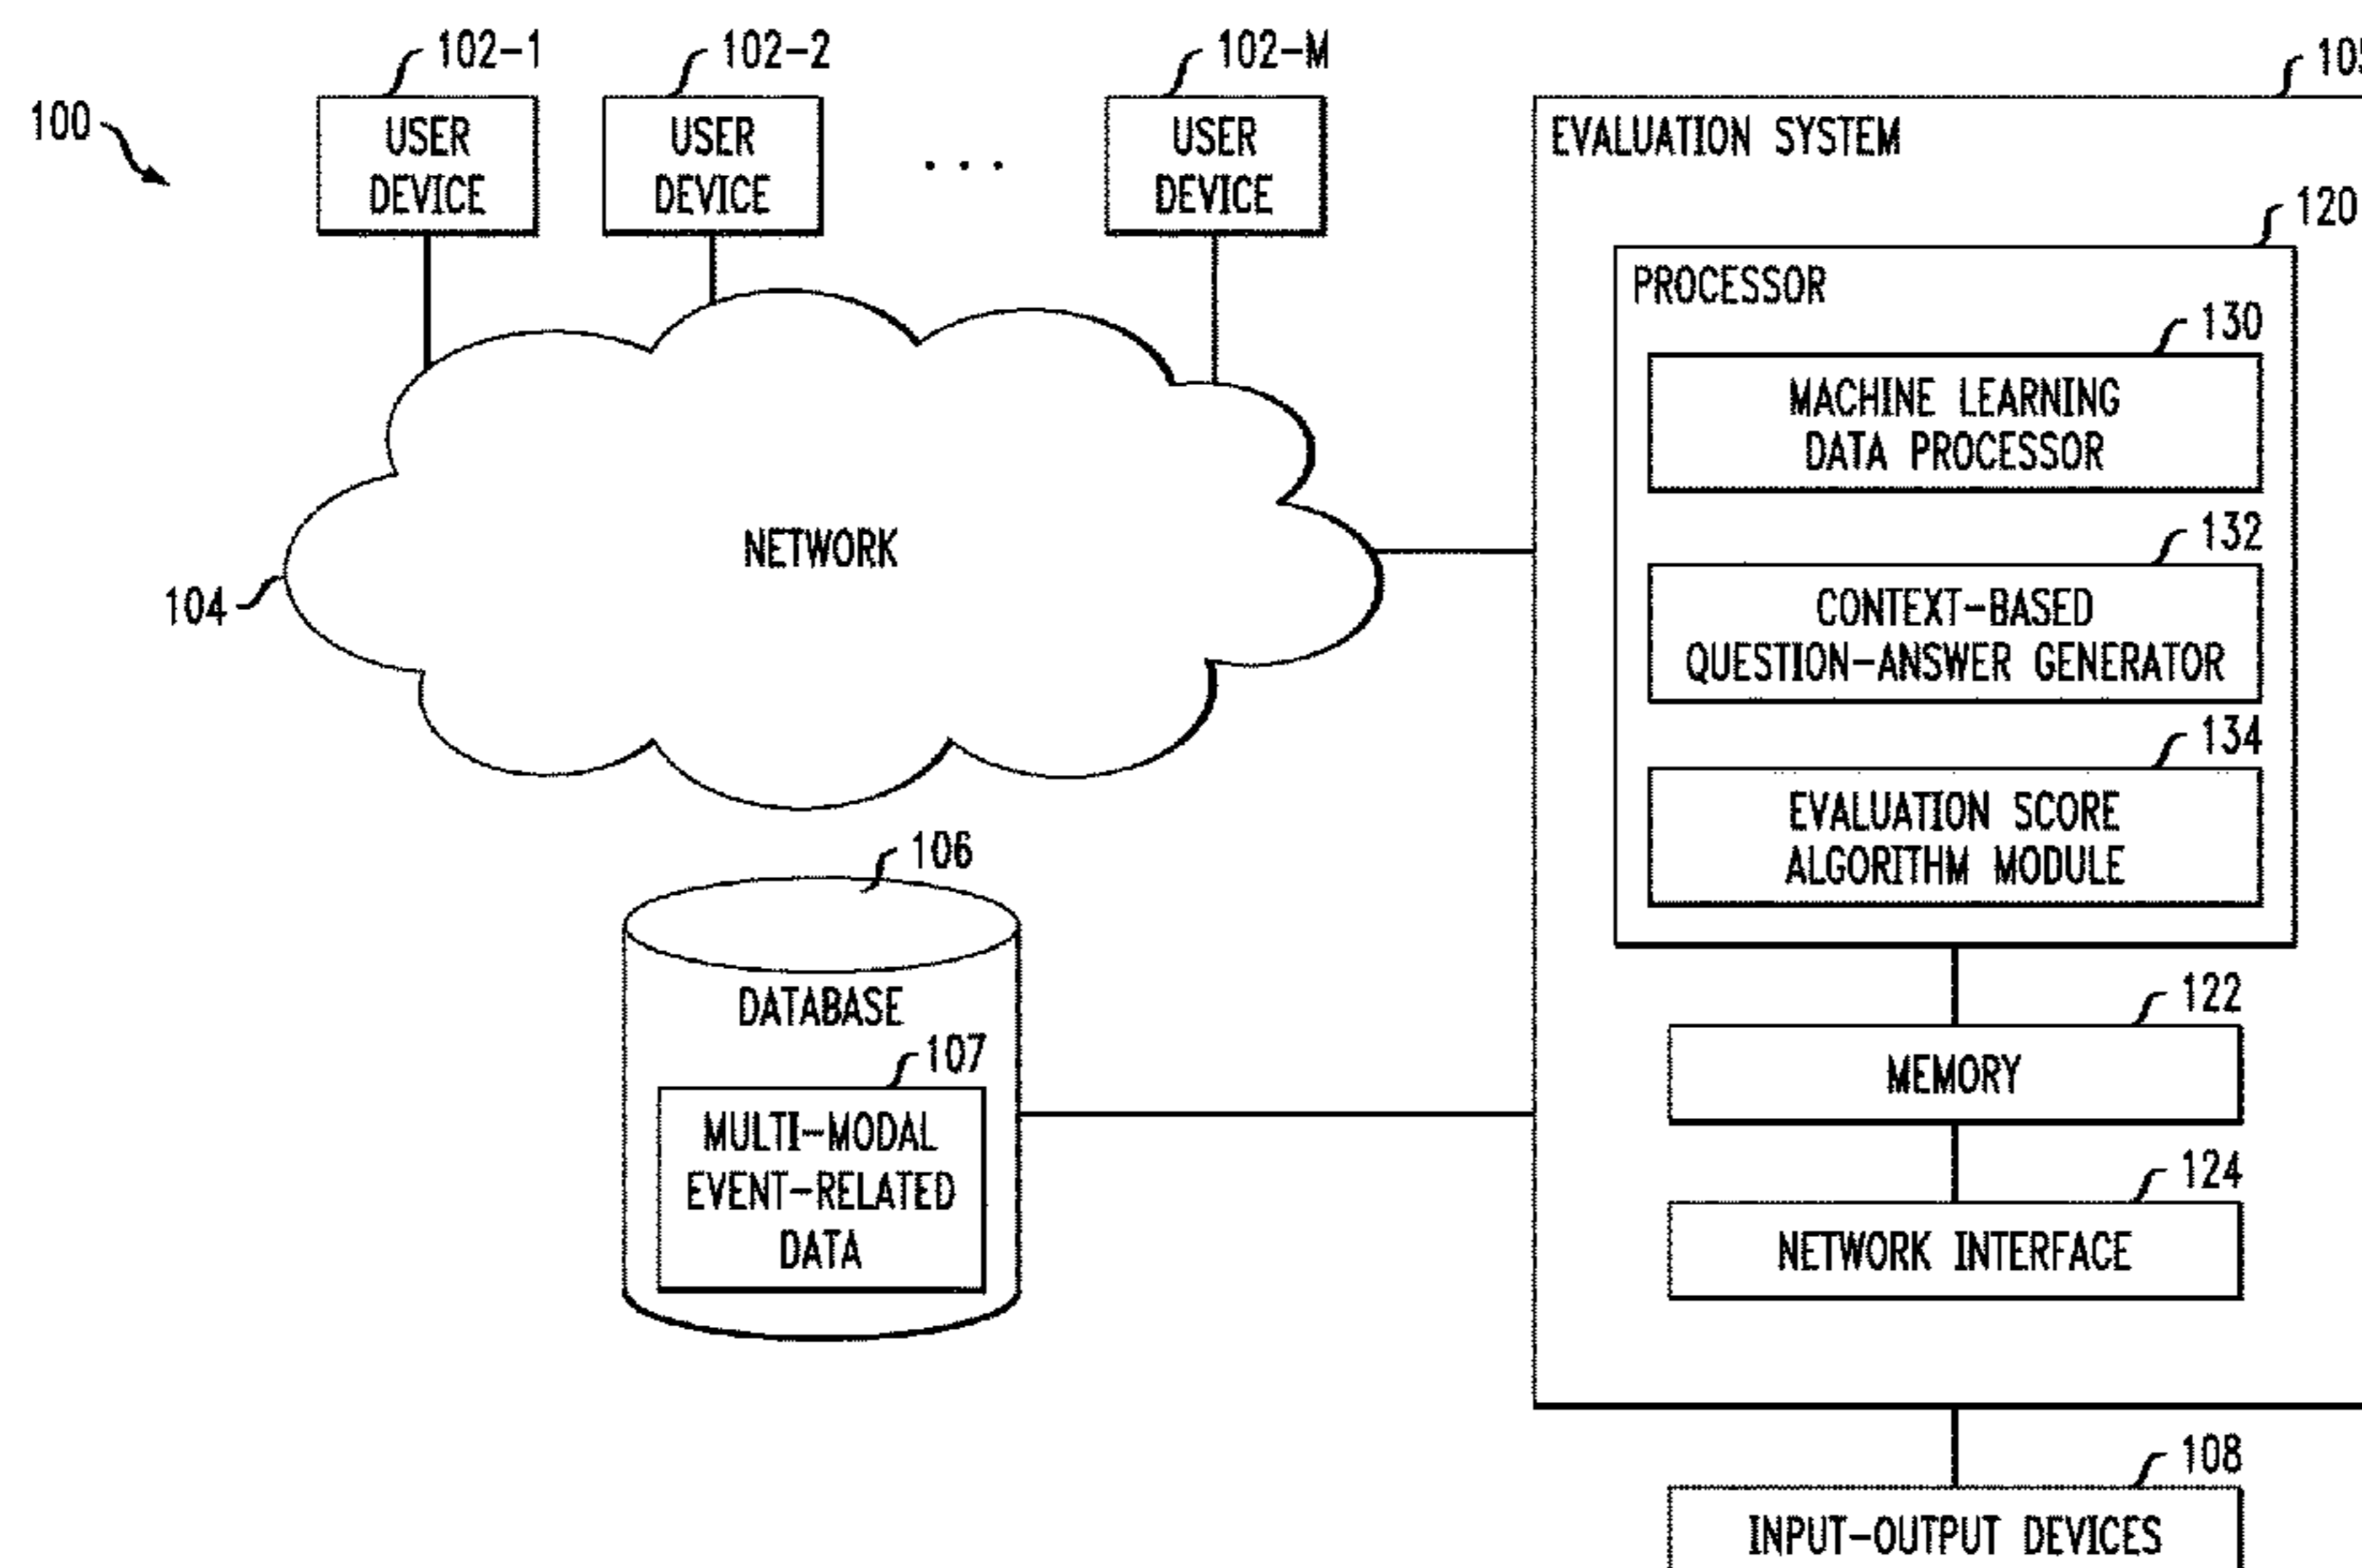 100
102-1
USER
DEVICE
102-2
USER
DEVICE
. . .
102-M
USER
DEVICE
104
NETWORK
106
DATABASE
107
MULTI-MODAL
EVENT-RELATED
DATA
EVALUATION SYSTEM
120
PROCESSOR
130
MACHINE LEARNING
DATA PROCESSOR
132
CONTEXT-BASED
QUESTION-ANSWER GENERATOR
134
EVALUATION SCORE
ALGORITHM MODULE
122
MEMORY
124
NETWORK INTERFACE
108
INPUT-OUTPUT DEVICES